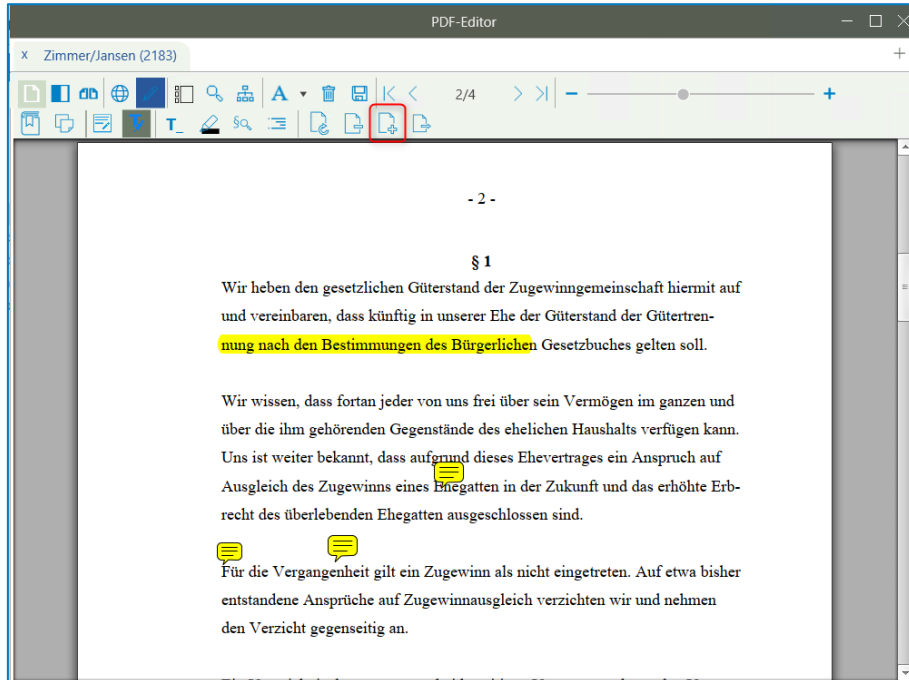 PDF-Editor
x Zimmer/Jansen (2183)
2/4
- 2 -
§ 1
Wir heben den gesetzlichen Güterstand der Zugewinngemeinschaft hiermit auf
und vereinbaren, dass künftig in unserer Ehe der Güterstand der Gütertren-
nung nach den Bestimmungen des Bürgerlichen Gesetzbuches gelten soll.
Wir wissen, dass fortan jeder von uns frei über sein Vermögen im ganzen und
über die ihm gehörenden Gegenstände des ehelichen Haushalts verfügen kann.
Uns ist weiter bekannt, dass aufgrund dieses Ehevertrages ein Anspruch auf
Ausgleich des Zugewinns eines Ehegatten in der Zukunft und das erhöhte Erb-
recht des überlebenden Ehegatten ausgeschlossen sind.
Für die Vergangenheit gilt ein Zugewinn als nicht eingetreten. Auf etwa bisher
entstandene Ansprüche auf Zugewinnausgleich verzichten wir und nehmen
den Verzicht gegenseitig an.